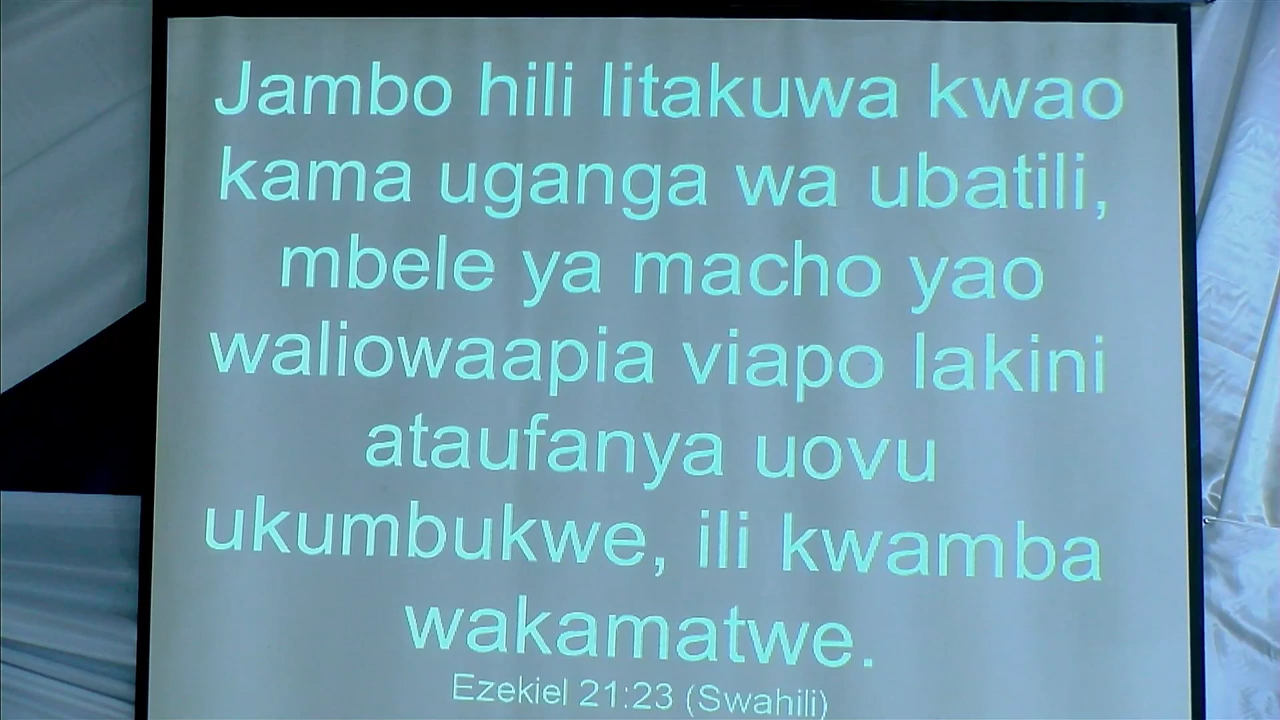 Jambo hili litakuwa kwao
kama uganga wa ubatili,
mbele ya macho yao
waliowaapia viapo lakini
ataufanya uovu
ukumbukwe, ili kwamba
wakamatwe.
Ezekiel 21:23 (Swahili)